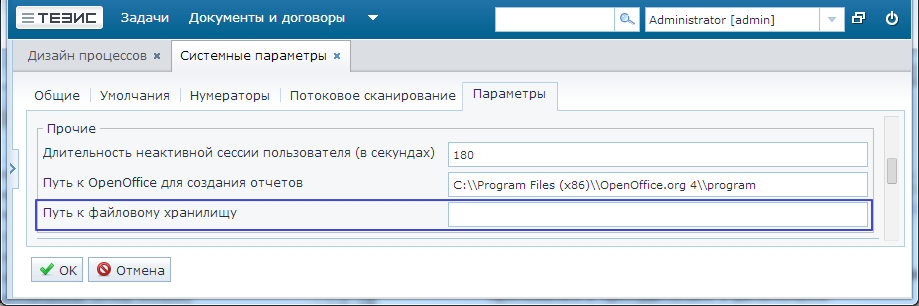 ТЕЗИС Задачи Документы и договоры Administrator [admin]
Дизайн процессов × Системные параметры ×
Общие Умолчания Нумераторы Потоковое сканирование Параметры
Прочие
Длительность неактивной сессии пользователя (в секундах) 180
Путь к OpenOffice для создания отчетов C:\\Program Files (x86)\\OpenOffice.org 4\\program
Путь к файловому хранилищу
OK Отмена